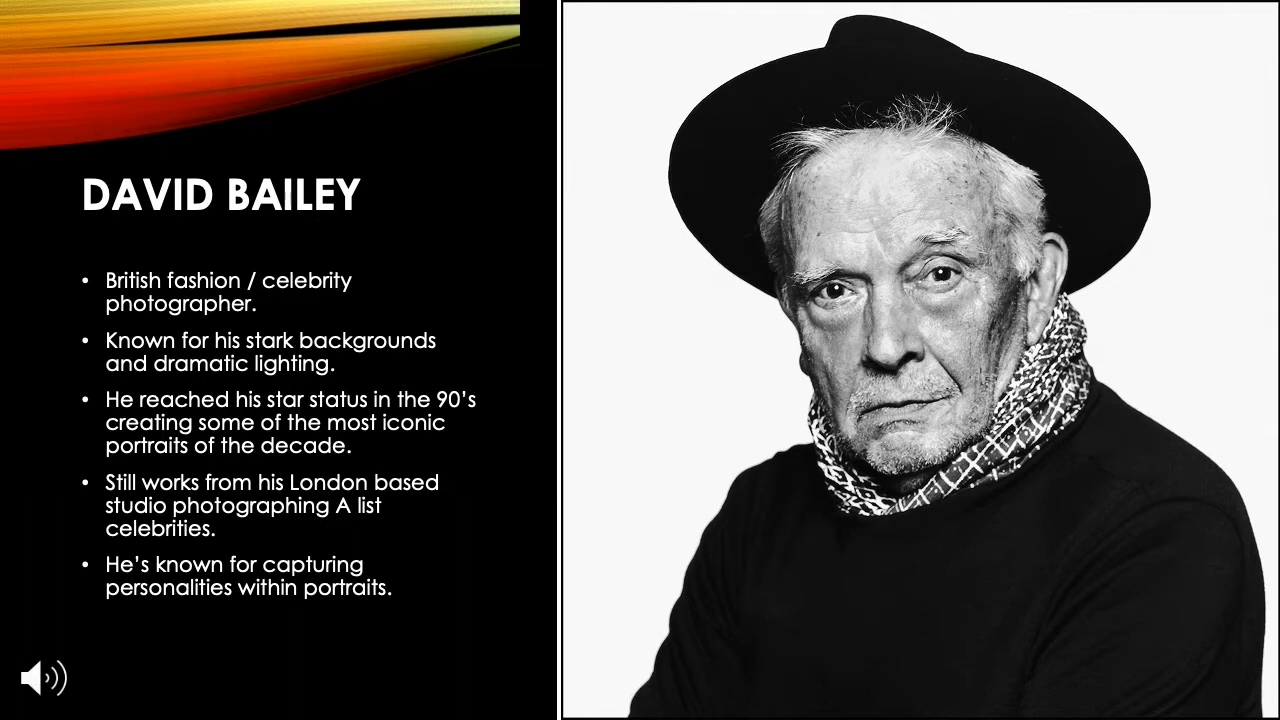 DAVID BAILEY
• British fashion / celebrity
photographer.
• Known for his stark backgrounds
and dramatic lighting.
• He reached his star status in the 90’s
creating some of the most iconic
portraits of the decade.
• Still works from his London based
studio photographing A list
celebrities.
• He’s known for capturing
personalities within portraits.